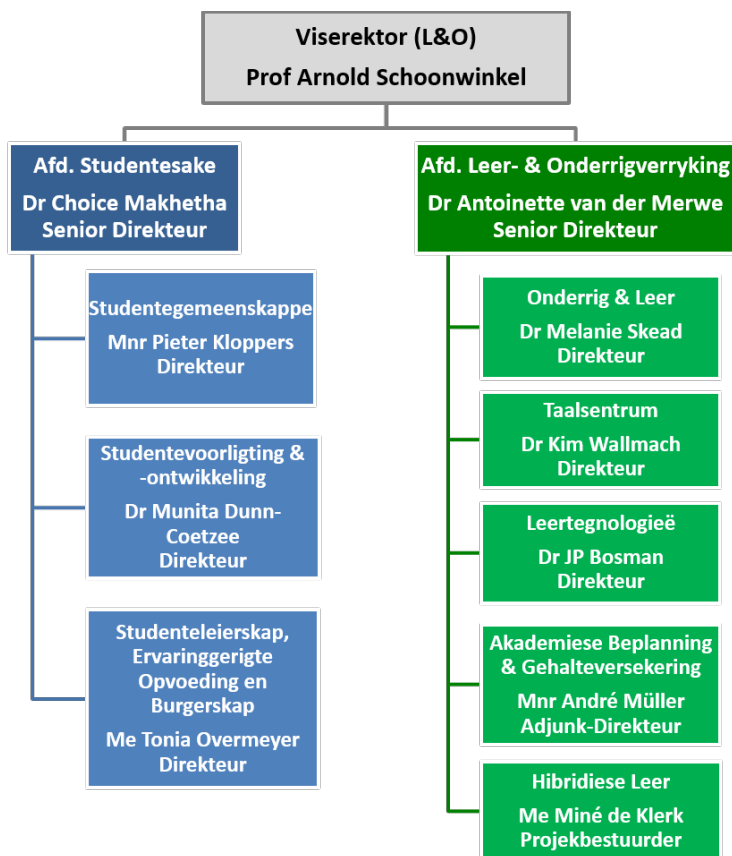 Viserektor (L&O)
Prof Arnold Schoonwinkel
Afd. Studentesake
Dr Choice Makhetha
Senior Direkteur
Studentegemeenskappe
Mnr Pieter Kloppers
Direkteur
Studentevoorligting &
-ontwikkeling
Dr Munita Dunn-
Coetzee
Direkteur
Studenteleierskap,
Ervaringgerigte
Opvoeding en
Burgerskap
Me Tonia Overmeyer
Direkteur
Afd. Leer- & Onderrigverryking
Dr Antoinette van der Merwe
Senior Direkteur
Onderrig & Leer
Dr Melanie Skead
Direkteur
Taalsentrum
Dr Kim Wallmach
Direkteur
Leertegnologieë
Dr JP Bosman
Direkteur
Akademiese Beplanning
& Gehalteversekering
Mnr André Müller
Adjunk-Direkteur
Hibridiese Leer
Me Miné de Klerk
Projekbestuurder